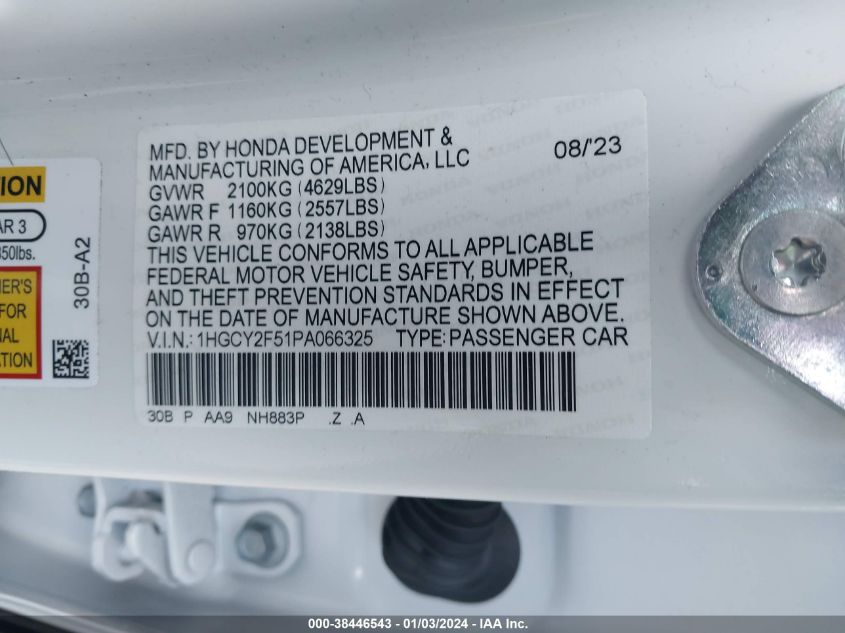 MFD. BY HONDA DEVELOPMENT &
MANUFACTURING OF AMERICA, LLC
08/'23
GVWR 2100KG (4629LBS)
GAWR F 1160KG (2557LBS)
GAWR R 970KG (2138LBS)
THIS VEHICLE CONFORMS TO ALL APPLICABLE
FEDERAL MOTOR VEHICLE SAFETY, BUMPER,
AND THEFT PREVENTION STANDARDS IN EFFECT
ON THE DATE OF MANUFACTURE SHOWN ABOVE.
V.I.N.: 1HGCY2F51PA066325 TYPE: PASSENGER CAR
30B P AA9 NH883P .Z .A
TION
AR 3
350lbs.
ER'S
FOR
NAL
ATION
30B-A2
000-38446543 - 01/03/2024 - IAA Inc.